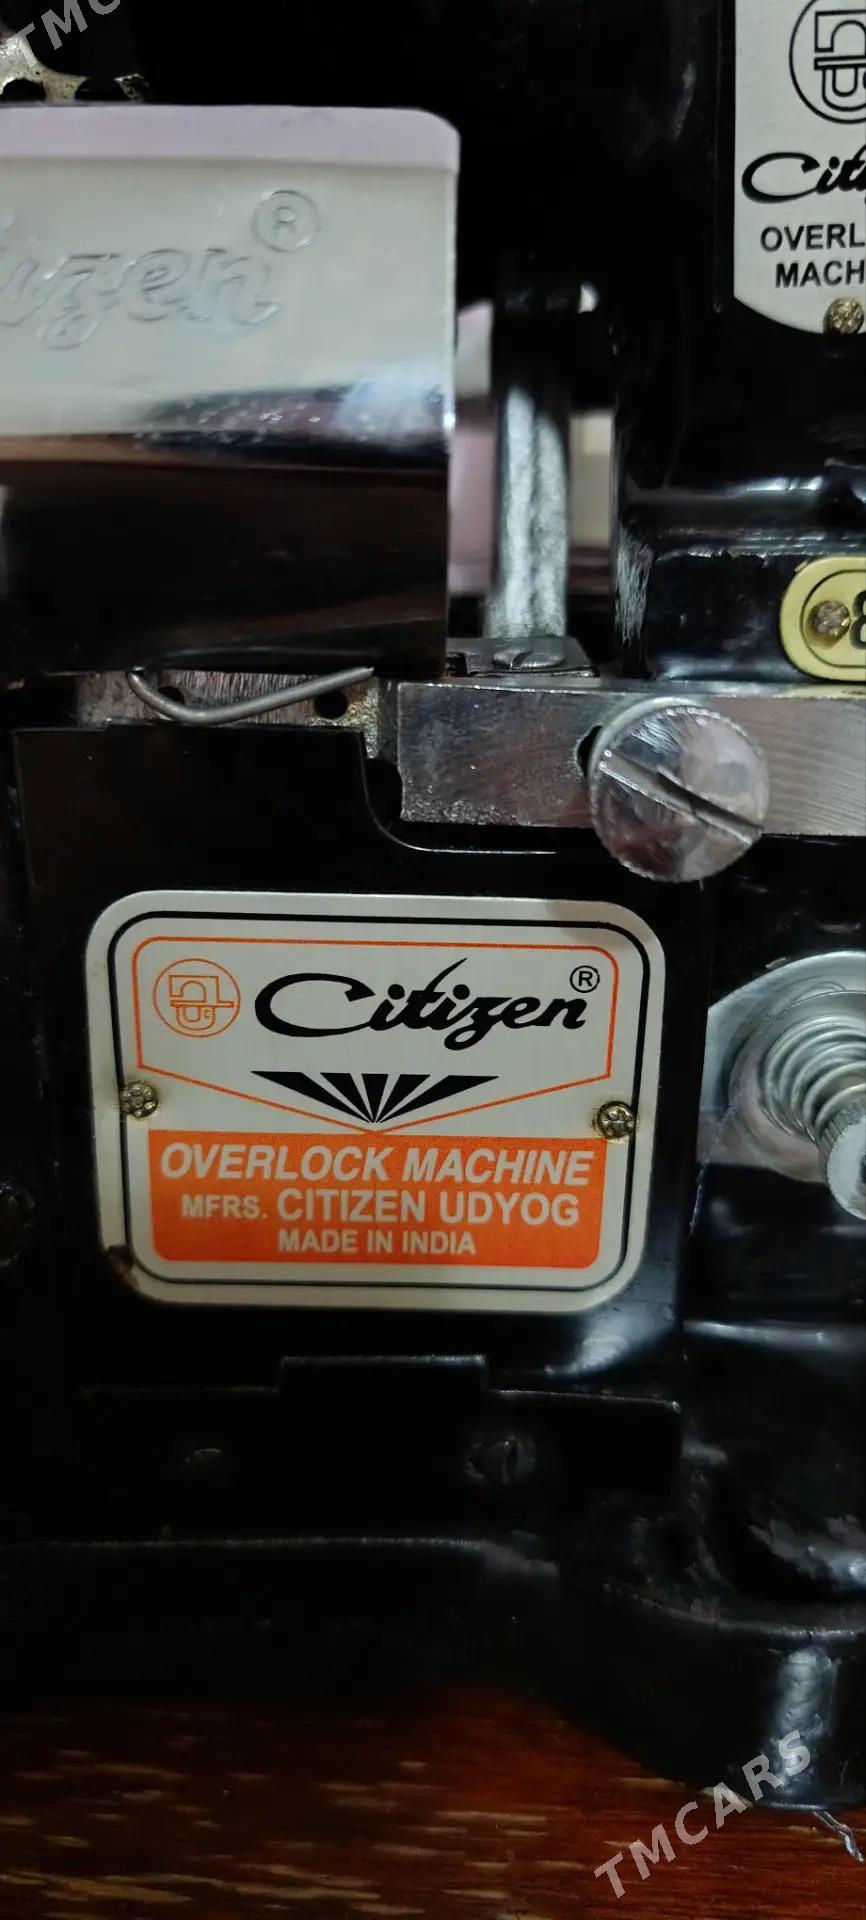 Citizen
OVERLOCK MACHINE
MFRS. CITIZEN UDYOG
MADE IN INDIA
TMCARS